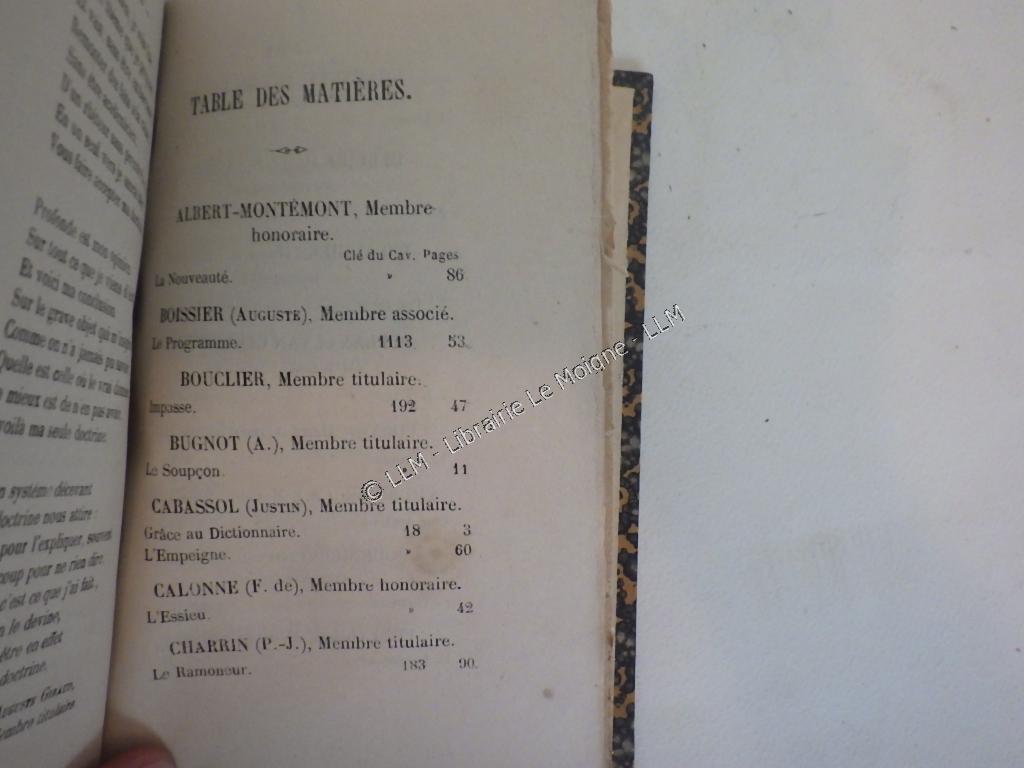 Profonde est mon opinion
Sur tout ce que je viens d
Et voici ma conclusion
Sur le grave objet qui m
Comme on n'a jamais pu
Quelle est celle où le vrai
mieux est de n en pas avoir
voilà ma seule doctrine.
n système décevant
doctrine nous attire :
pour l'expliquer, souvent
coup pour ne rien dire.
c'est ce que j'ai fait ;
n le devine,
être en effet
doctrine.
mbre titulaire
TABLE DES MATIÈRES.
ALBERT-MONTÉMONT, Membre
honoraire.
Clé du Cav. Pages
La Nouveauté. » 86
BOISSIER (AUGUSTE), Membre associé.
Le Programme. 1113 53.
BOUCLIER, Membre titulaire.
Impasse. 192 47
BUGNOT (A.), Membre titulaire.
Le Soupçon. » 11
CABASSOL (JUSTIN), Membre titulaire.
Grâce au Dictionnaire. 18 3
L'Empeigne. » 60
CALONNE (F. de), Membre honoraire.
L'Essieu. » 42
CHARRIN (P.-J.), Membre titulaire.
Le Ramoneur. 183 90.
© LLM - Librairie Le Moigne - LLM